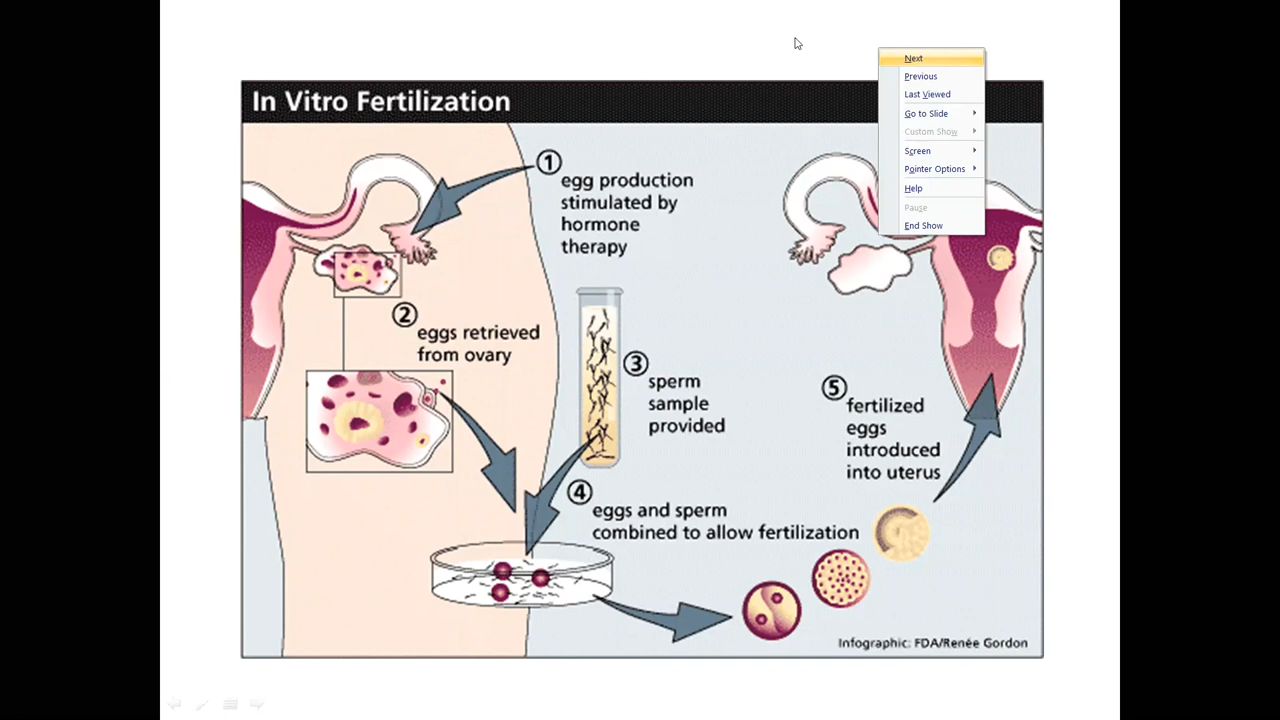 In Vitro Fertilization
Next
Previous
Last Viewed
Go to Slide
Custom Show
Screen
Pointer Options
Help
Pause
End Show
1
egg production
stimulated by
hormone
therapy
2
eggs retrieved
from ovary
3
sperm
sample
provided
4
eggs and sperm
combined to allow fertilization
5
fertilized
eggs
introduced
into uterus
Infographic: FDA/Renée Gordon